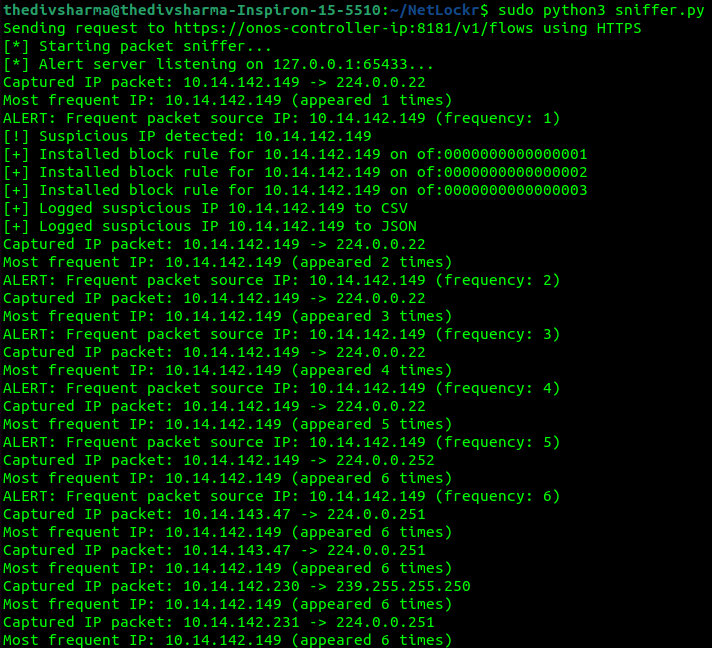 thedivsharma@thedivsharma-Inspiron-15-5510:~/NetLockr$ sudo python3 sniffer.py
Sending request to https://onos-controller-ip:8181/v1/flows using HTTPS
[*] Starting packet sniffer...
[*] Alert server listening on 127.0.0.1:65433...
Captured IP packet: 10.14.142.149 -> 224.0.0.22
Most frequent IP: 10.14.142.149 (appeared 1 times)
ALERT: Frequent packet source IP: 10.14.142.149 (frequency: 1)
[!] Suspicious IP detected: 10.14.142.149
[+] Installed block rule for 10.14.142.149 on of:0000000000000001
[+] Installed block rule for 10.14.142.149 on of:0000000000000002
[+] Installed block rule for 10.14.142.149 on of:0000000000000003
[+] Logged suspicious IP 10.14.142.149 to CSV
[+] Logged suspicious IP 10.14.142.149 to JSON
Captured IP packet: 10.14.142.149 -> 224.0.0.22
Most frequent IP: 10.14.142.149 (appeared 2 times)
ALERT: Frequent packet source IP: 10.14.142.149 (frequency: 2)
Captured IP packet: 10.14.142.149 -> 224.0.0.22
Most frequent IP: 10.14.142.149 (appeared 3 times)
ALERT: Frequent packet source IP: 10.14.142.149 (frequency: 3)
Captured IP packet: 10.14.142.149 -> 224.0.0.22
Most frequent IP: 10.14.142.149 (appeared 4 times)
ALERT: Frequent packet source IP: 10.14.142.149 (frequency: 4)
Captured IP packet: 10.14.142.149 -> 224.0.0.22
Most frequent IP: 10.14.142.149 (appeared 5 times)
ALERT: Frequent packet source IP: 10.14.142.149 (frequency: 5)
Captured IP packet: 10.14.142.149 -> 224.0.0.252
Most frequent IP: 10.14.142.149 (appeared 6 times)
ALERT: Frequent packet source IP: 10.14.142.149 (frequency: 6)
Captured IP packet: 10.14.143.47 -> 224.0.0.251
Most frequent IP: 10.14.142.149 (appeared 6 times)
Captured IP packet: 10.14.143.47 -> 224.0.0.251
Most frequent IP: 10.14.142.149 (appeared 6 times)
Captured IP packet: 10.14.142.230 -> 239.255.255.250
Most frequent IP: 10.14.142.149 (appeared 6 times)
Captured IP packet: 10.14.142.231 -> 224.0.0.251
Most frequent IP: 10.14.142.149 (appeared 6 times)